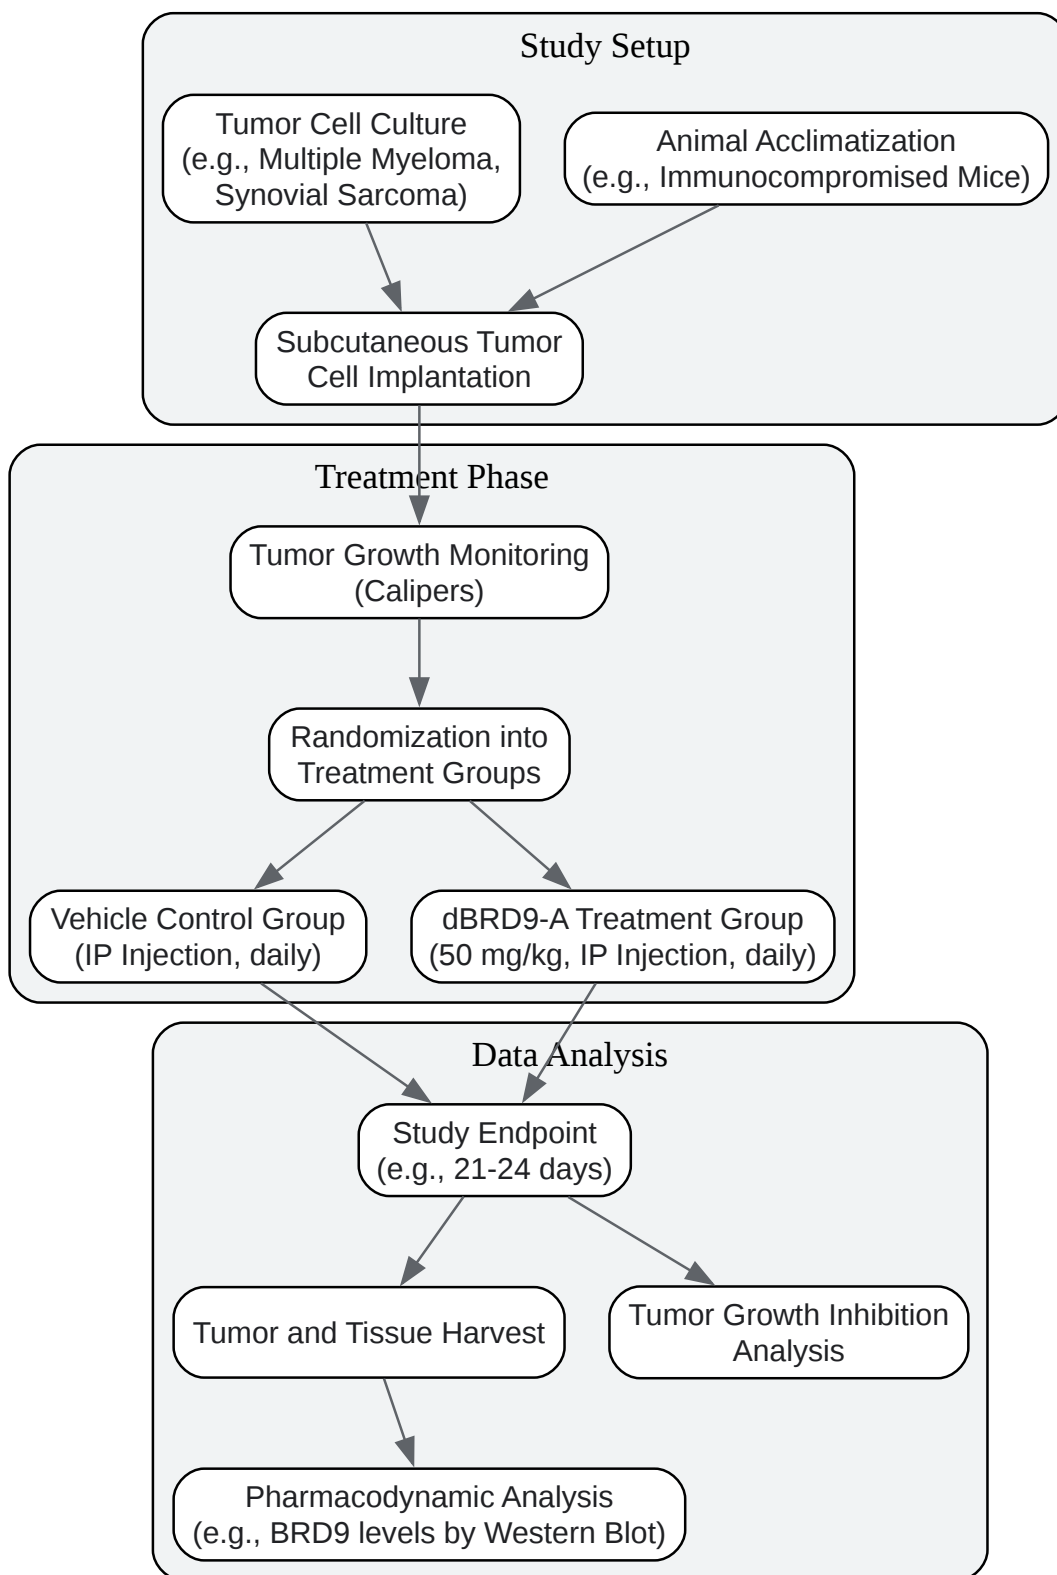 Study Setup
Tumor Cell Culture
(e.g., Multiple Myeloma,
Synovial Sarcoma)
Animal Acclimatization
(e.g., Immunocompromised Mice)
Subcutaneous Tumor
Cell Implantation
Treatment Phase
Tumor Growth Monitoring
(Calipers)
Randomization into
Treatment Groups
Vehicle Control Group
(IP Injection, daily)
dBRD9-A Treatment Group
(50 mg/kg, IP Injection, daily)
Data Analysis
Study Endpoint
(e.g., 21-24 days)
Tumor and Tissue Harvest
Tumor Growth Inhibition
Analysis
Pharmacodynamic Analysis
(e.g., BRD9 levels by Western Blot)